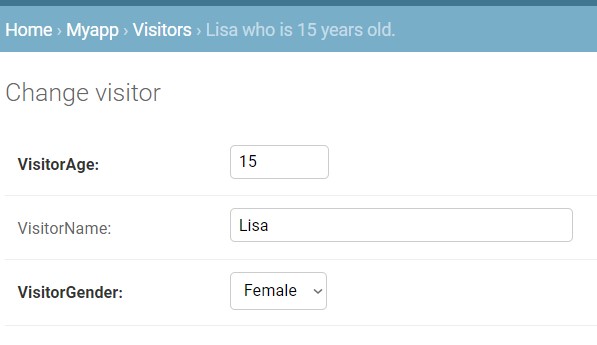 Home › Myapp › Visitors › Lisa who is 15 years old.
Change visitor
VisitorAge: 15
VisitorName: Lisa
VisitorGender: Female